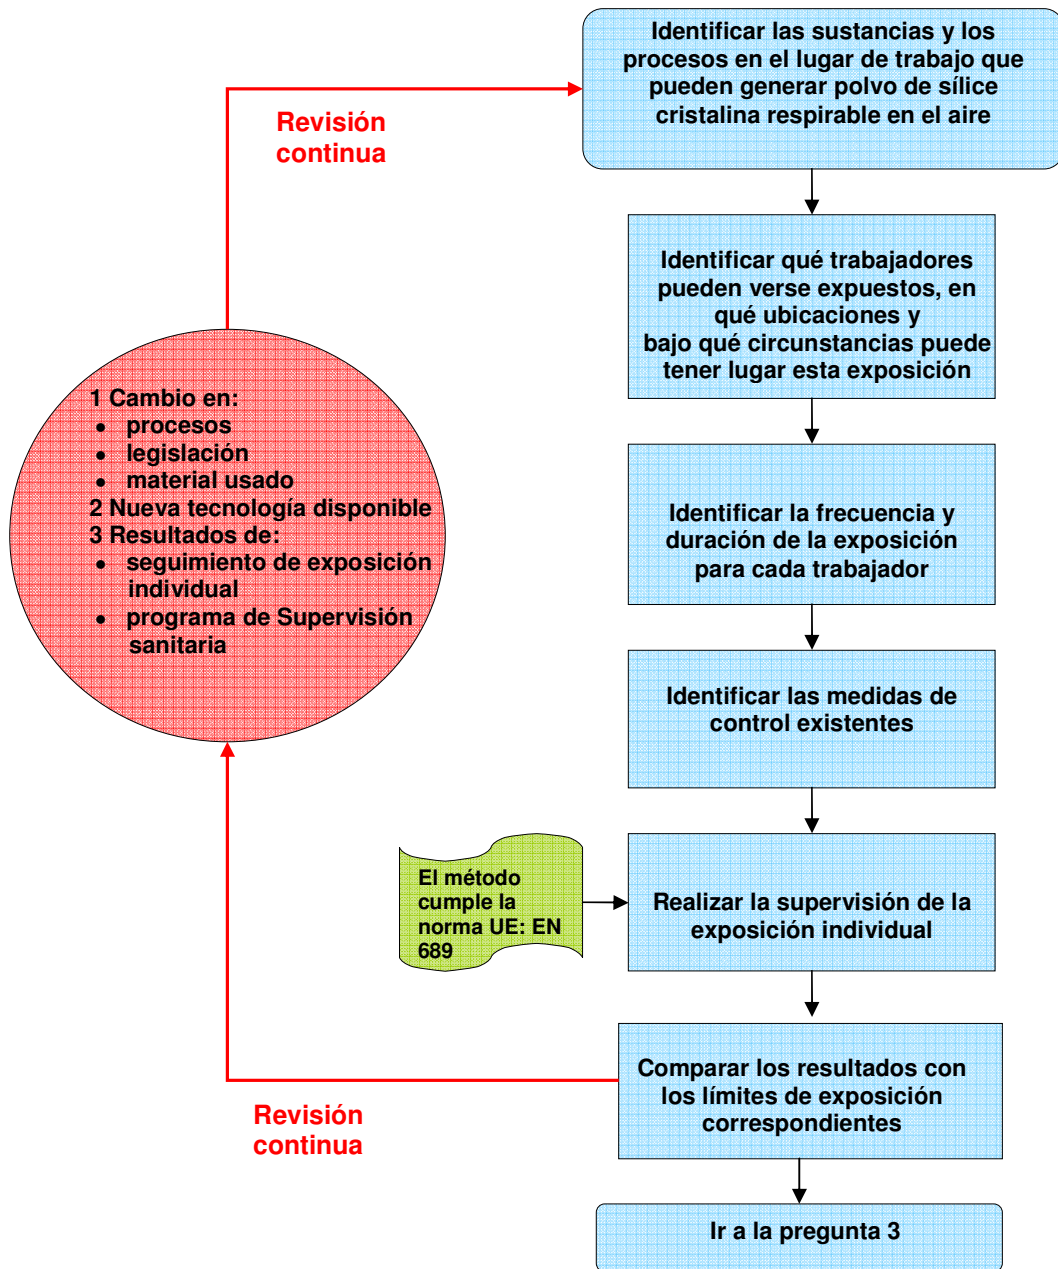 Identificar las sustancias y los
procesos en el lugar de trabajo que
pueden generar polvo de sílice
cristalina respirable en el aire
Revisión
continua
Identificar qué trabajadores
pueden verse expuestos, en
qué ubicaciones y
bajo qué circunstancias puede
tener lugar esta exposición
1 Cambio en:
• procesos
• legislación
• material usado
2 Nueva tecnología disponible
3 Resultados de:
• seguimiento de exposición
individual
• programa de Supervisión
sanitaria
Identificar la frecuencia y
duración de la exposición
para cada trabajador
Identificar las medidas de
control existentes
El método
cumple la
norma UE: EN
689
Realizar la supervisión de la
exposición individual
Comparar los resultados con
los límites de exposición
correspondientes
Revisión
continua
Ir a la pregunta 3